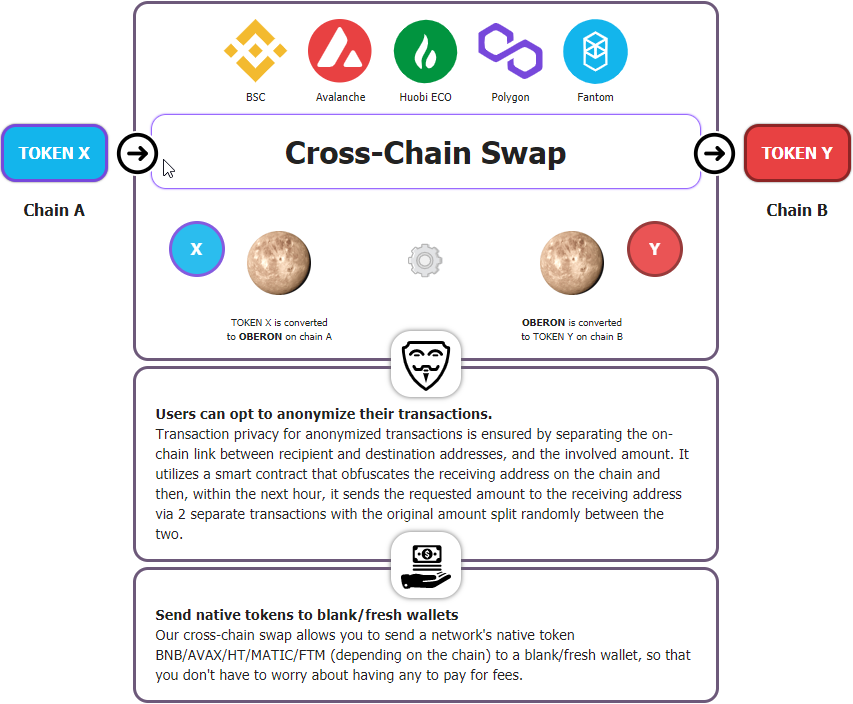 BSC
Avalanche
Huobi ECO
Polygon
Fantom
TOKEN X
Cross-Chain Swap
TOKEN Y
Chain A
Chain B
X
Y
TOKEN X is converted
to OBERON on chain A
OBERON is converted
to TOKEN Y on chain B
Users can opt to anonymize their transactions.
Transaction privacy for anonymized transactions is ensured by separating the on-
chain link between recipient and destination addresses, and the involved amount. It
utilizes a smart contract that obfuscates the receiving address on the chain and
then, within the next hour, it sends the requested amount to the receiving address
via 2 separate transactions with the original amount split randomly between the
two.
$
Send native tokens to blank/fresh wallets
Our cross-chain swap allows you to send a network's native token
BNB/AVAX/HT/MATIC/FTM (depending on the chain) to a blank/fresh wallet, so that
you don't have to worry about having any to pay for fees.